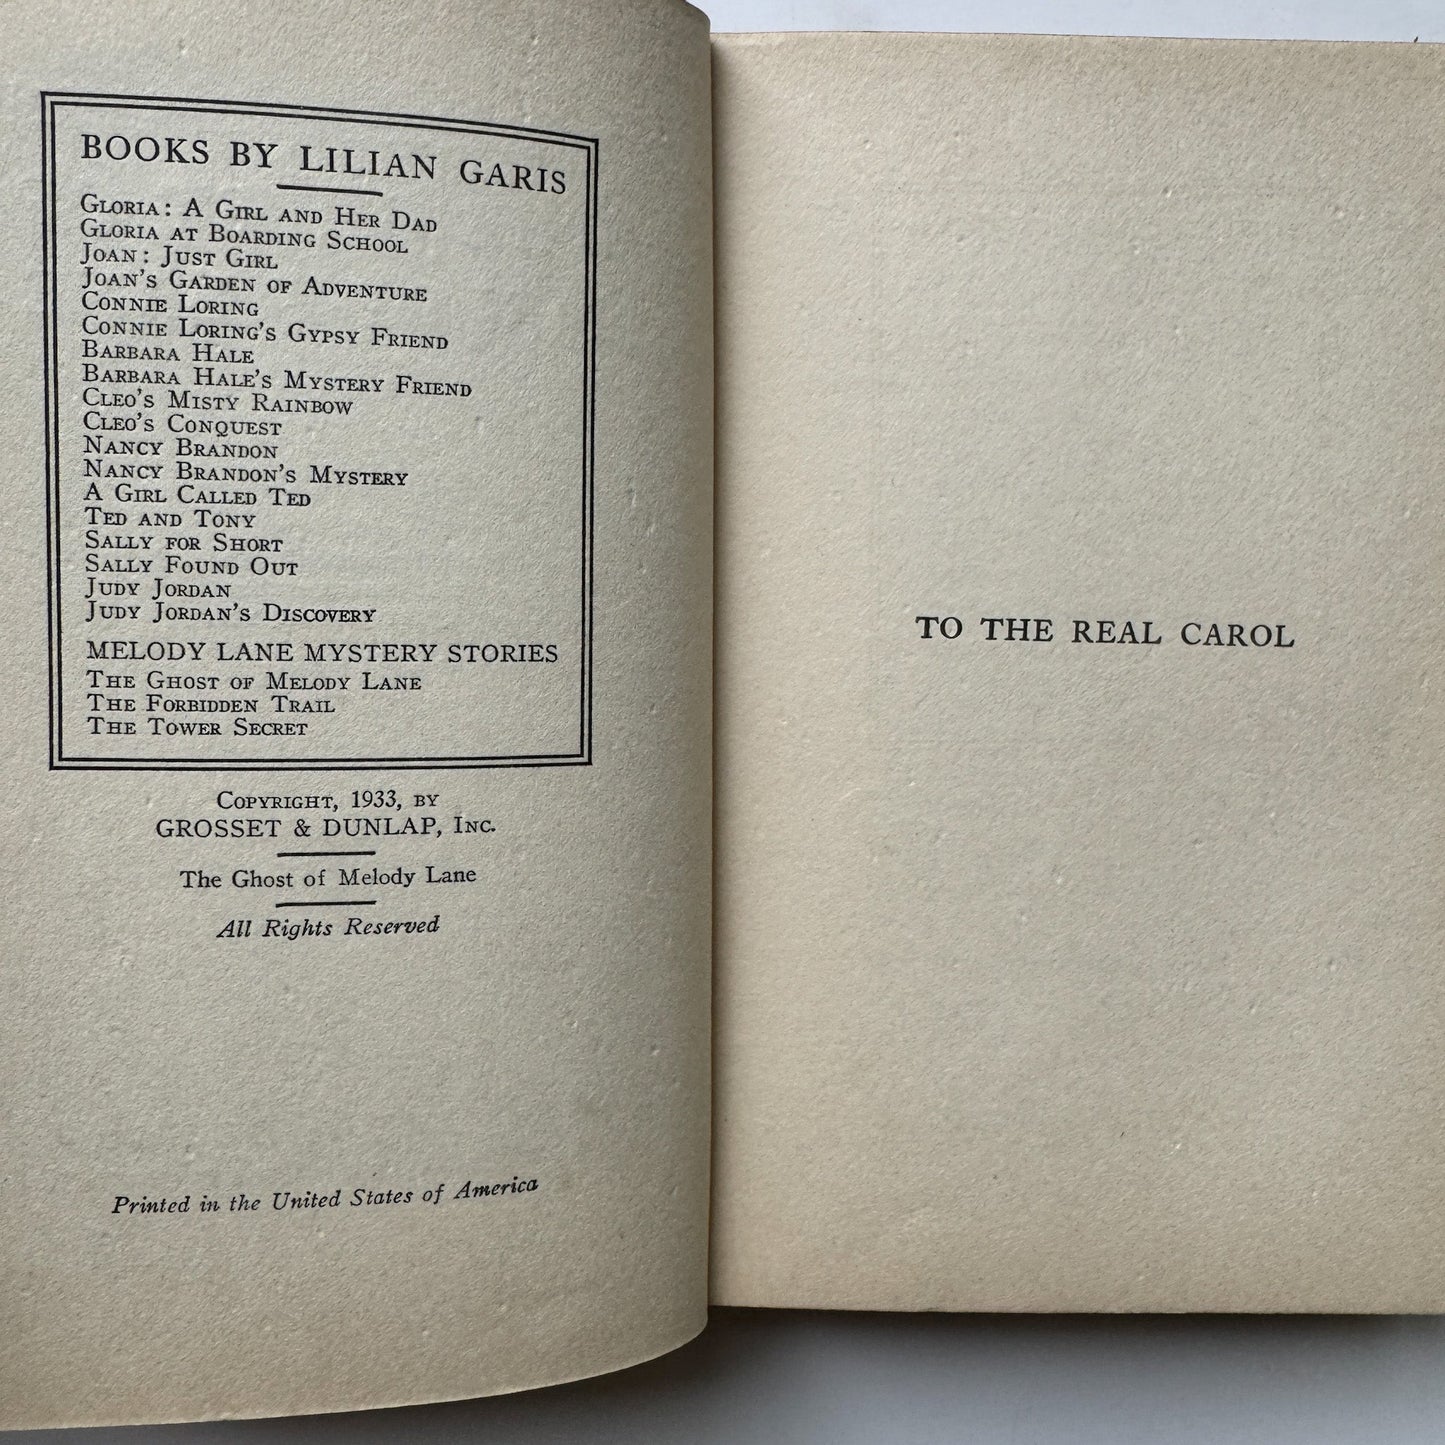 BOOKS BY LILIAN GARIS
GLORIA: A GIRL AND HER DAD
GLORIA AT BOARDING SCHOOL
JOAN: JUST GIRL
JOAN'S GARDEN OF ADVENTURE
CONNIE LORING
CONNIE LORING'S GYPSY FRIEND
BARBARA HALE
BARBARA HALE'S MYSTERY FRIEND
CLEO'S MISTY RAINBOW
CLEO'S CONQUEST
NANCY BRANDON
NANCY BRANDON'S MYSTERY
A GIRL CALLED TED
TED AND TONY
SALLY FOR SHORT
SALLY FOUND OUT
JUDY JORDAN
JUDY JORDAN'S DISCOVERY
MELODY LANE MYSTERY STORIES
THE GHOST OF MELODY LANE
THE FORBIDDEN TRAIL
THE TOWER SECRET
COPYRIGHT, 1933, BY
GROSSET & DUNLAP, INC.
The Ghost of Melody Lane
All Rights Reserved
Printed in the United States of America
TO THE REAL CAROL